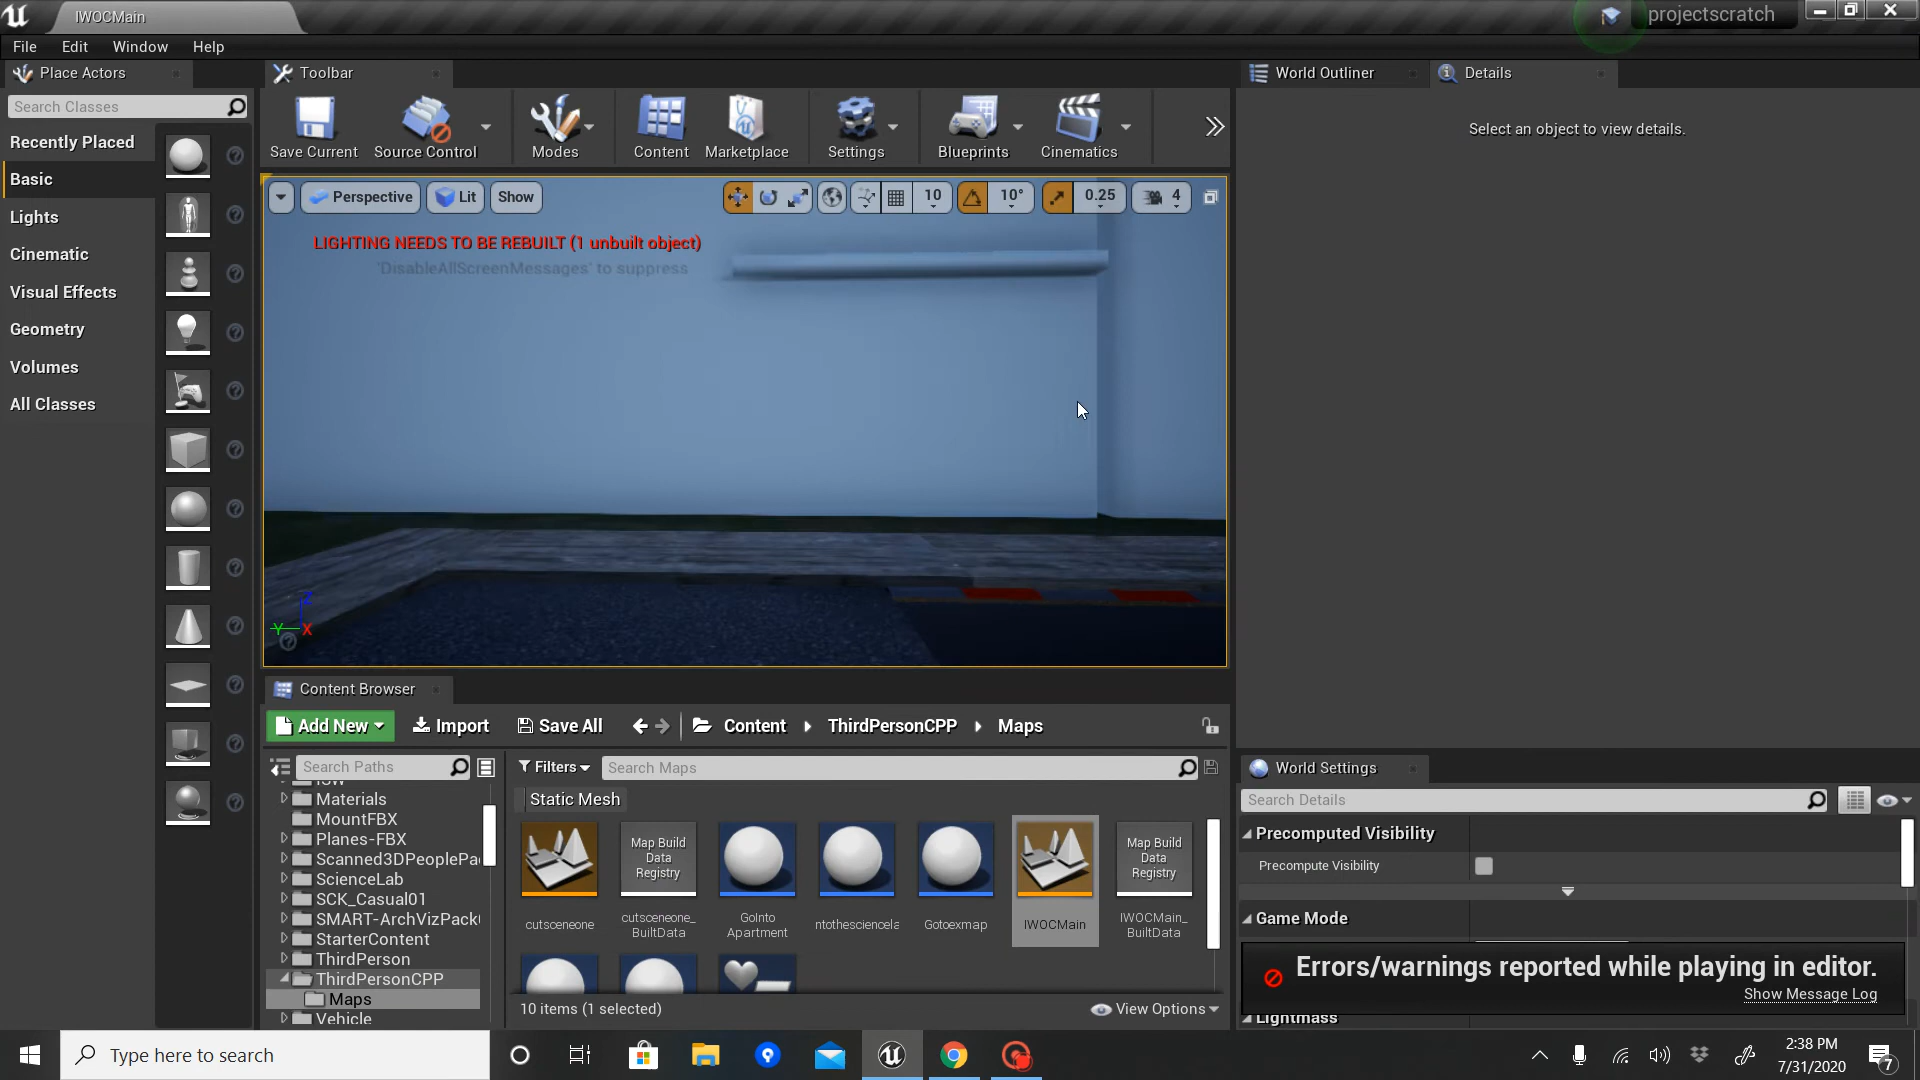 IWOCMain
projectscratch
File Edit Window Help
Place Actors
Toolbar
World Outliner
Details
Search Classes
Recently Placed
Basic
Lights
Cinematic
Visual Effects
Geometry
Volumes
All Classes
Save Current
Source Control
Modes
Content
Marketplace
Settings
Blueprints
Cinematics
Select an object to view details.
Perspective
Lit
Show
10
10°
0.25
4
LIGHTING NEEDS TO BE REBUILT (1 unbuilt object)
'DisableAllScreenMessages' to suppress
Z
Y
X
Content Browser
Add New
Import
Save All
Content
ThirdPersonCPP
Maps
Search Paths
Filters
Search Maps
Static Mesh
Materials
MountFBX
Planes-FBX
Scanned3DPeoplePa
ScienceLab
SCK_Casual01
SMART-ArchVizPack
StarterContent
ThirdPerson
ThirdPersonCPP
Maps
Vehicle
Map Build
Data
Registry
Map Build
Data
Registry
cutsceneone
cutsceneone_
BuiltData
GoInto
Apartment
ntothesciencela
Gotoexmap
IWOCMain
IWOCMain_
BuiltData
10 items (1 selected)
View Options
World Settings
Search Details
Precomputed Visibility
Precompute Visibility
Game Mode
Errors/warnings reported while playing in editor.
Show Message Log
Lightmass
Type here to search
2:38 PM
7/31/2020
7